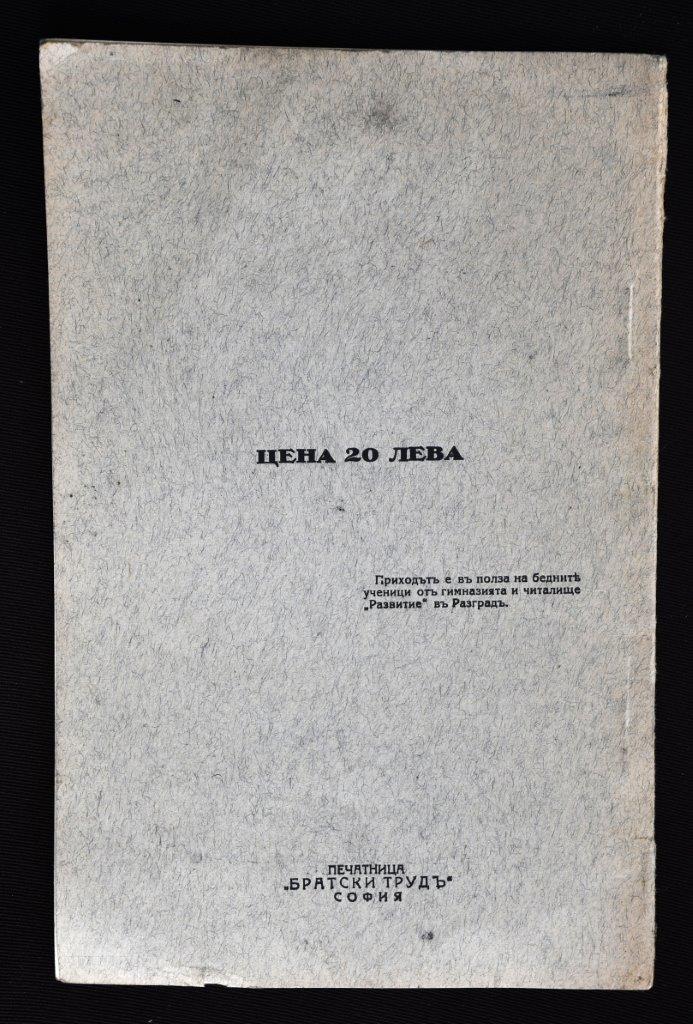 ЦЕНА 20 ЛЕВА
Приходътъ е въ полза на беднитѣ
ученици отъ гимназията и читалище
„Развитие“ въ Разградъ.
ПЕЧАТНИЦА
„БРАТСКИ ТРУДЪ“
СОФИЯ